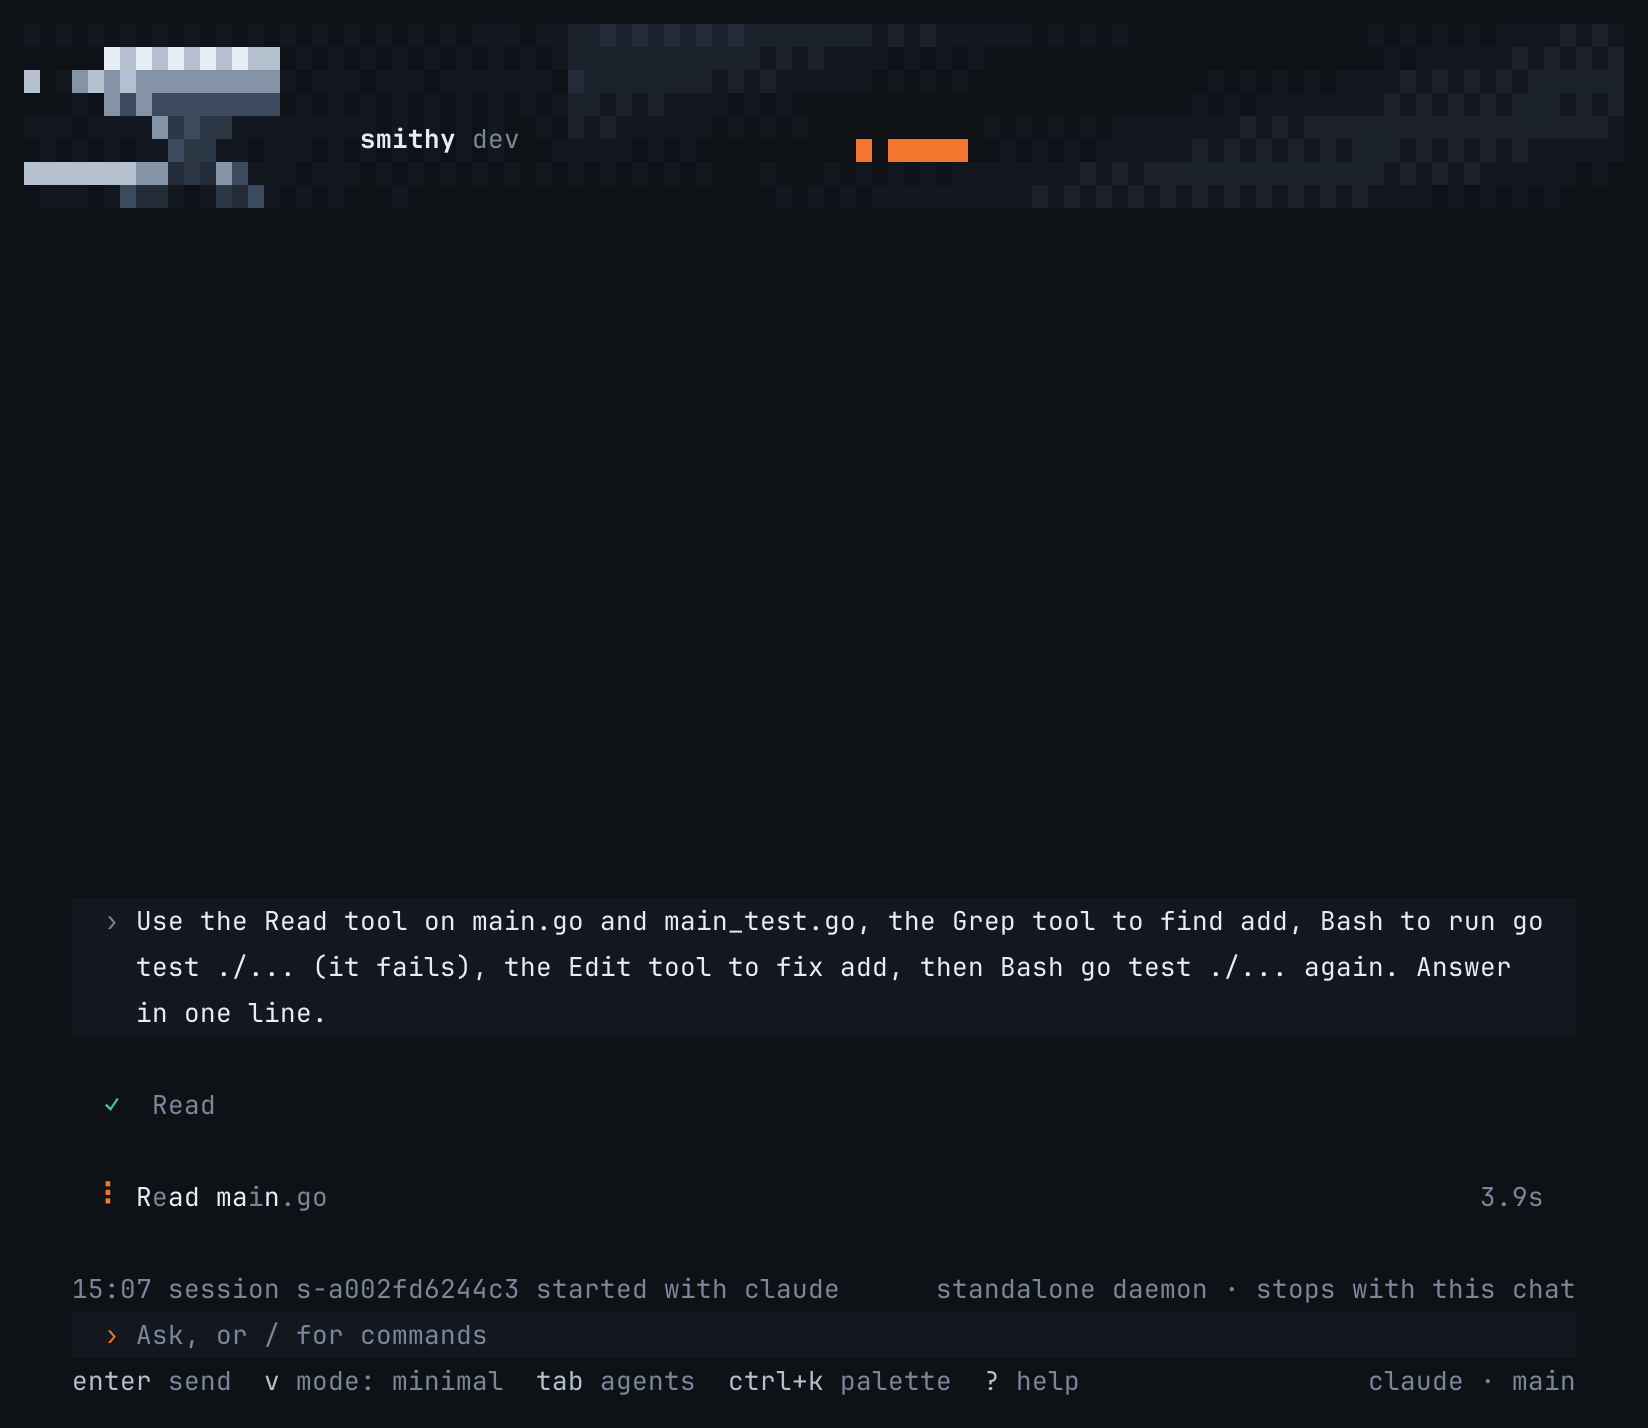 smithy dev
› Use the Read tool on main.go and main_test.go, the Grep tool to find add, Bash to run go
test ./... (it fails), the Edit tool to fix add, then Bash go test ./... again. Answer
in one line.
✓ Read
Read main.go 3.9s
15:07 session s-a002fd6244c3 started with claude standalone daemon · stops with this chat
› Ask, or / for commands
enter send v mode: minimal tab agents ctrl+k palette ? help claude · main